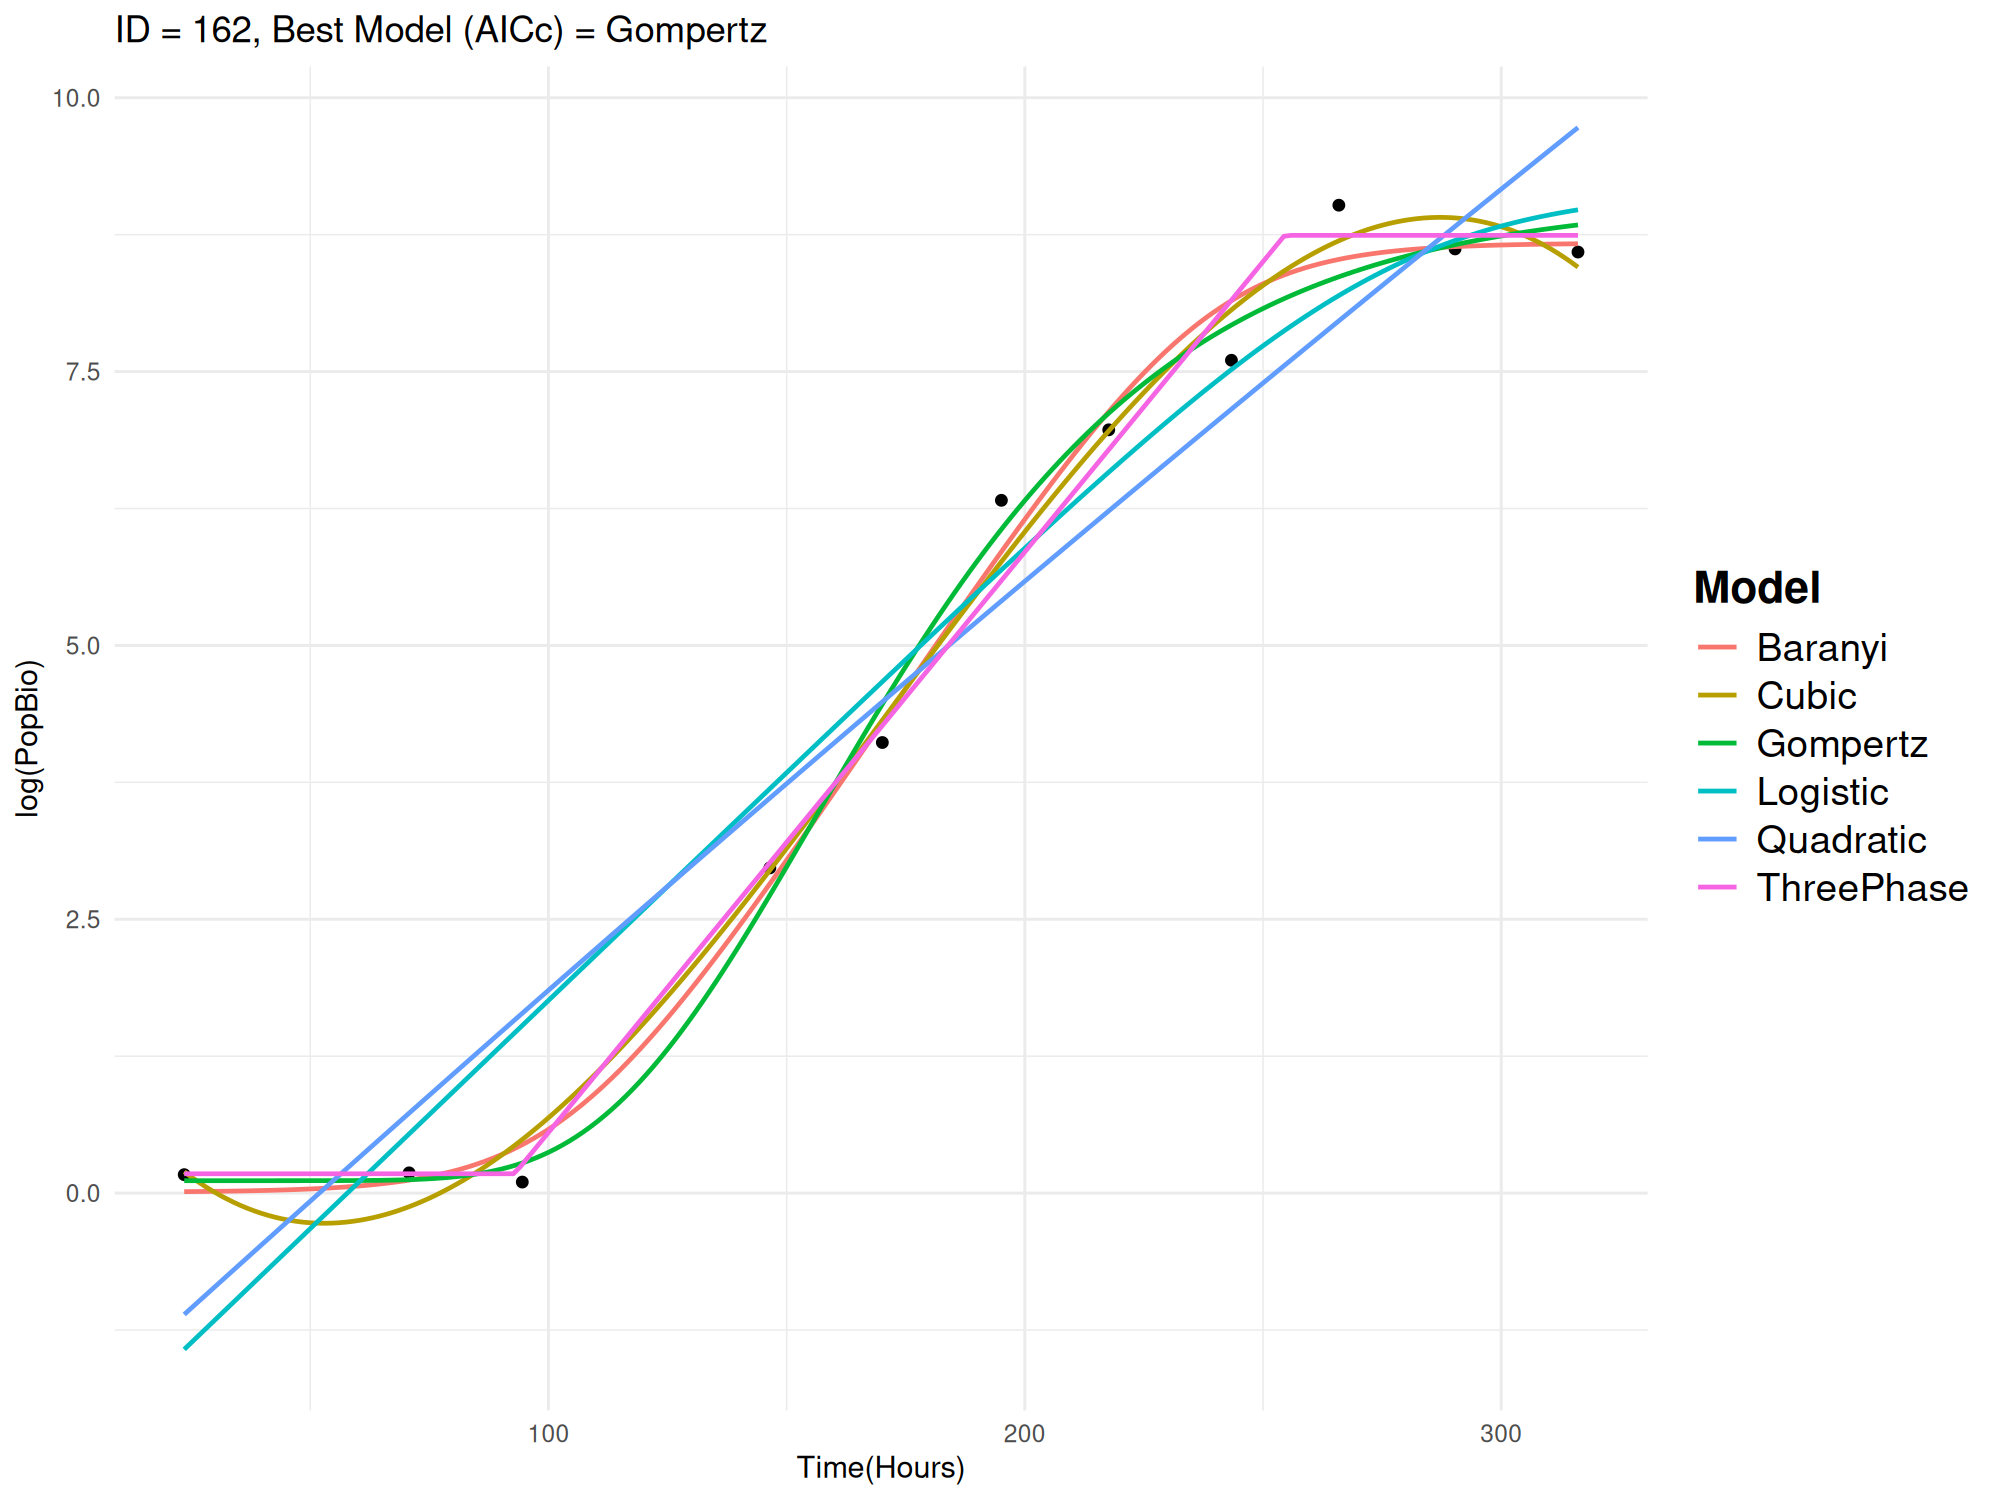 ID = 162, Best Model (AICc) = Gompertz
10.0
7.5
5.0
2.5
0.0
log(PopBio)
100
200
300
Time(Hours)
Model
Baranyi
Cubic
Gompertz
Logistic
Quadratic
ThreePhase